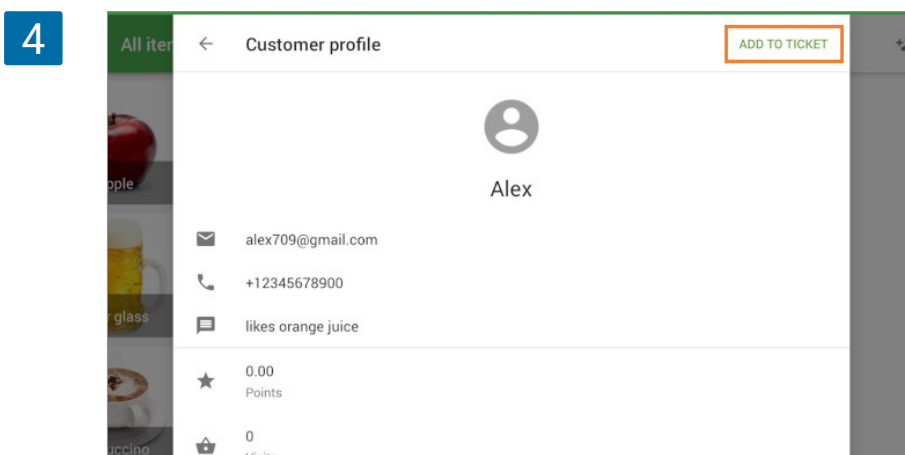 4
All
Customer profile
ADD TO TICKET
Alex
alex709@gmail.com
+12345678900
likes orange juice
glass
0.00
Points
0